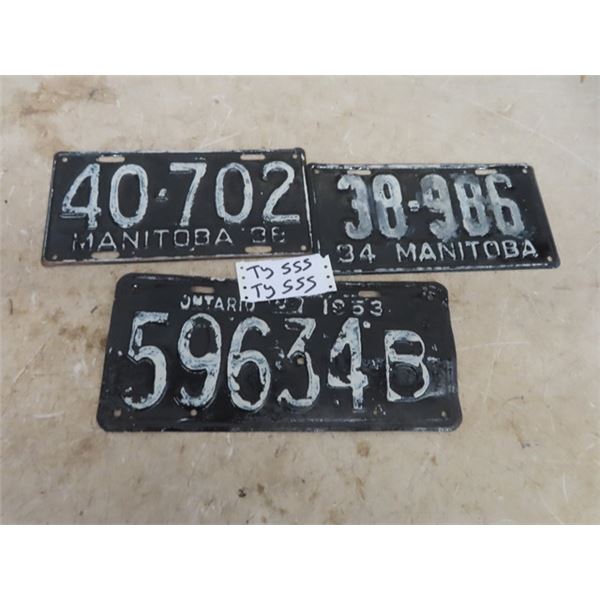 40-702
MANITOBA 38
38-986
34 MANITOBA
TY 555
TY 555
ONTARIO 1953
59634B